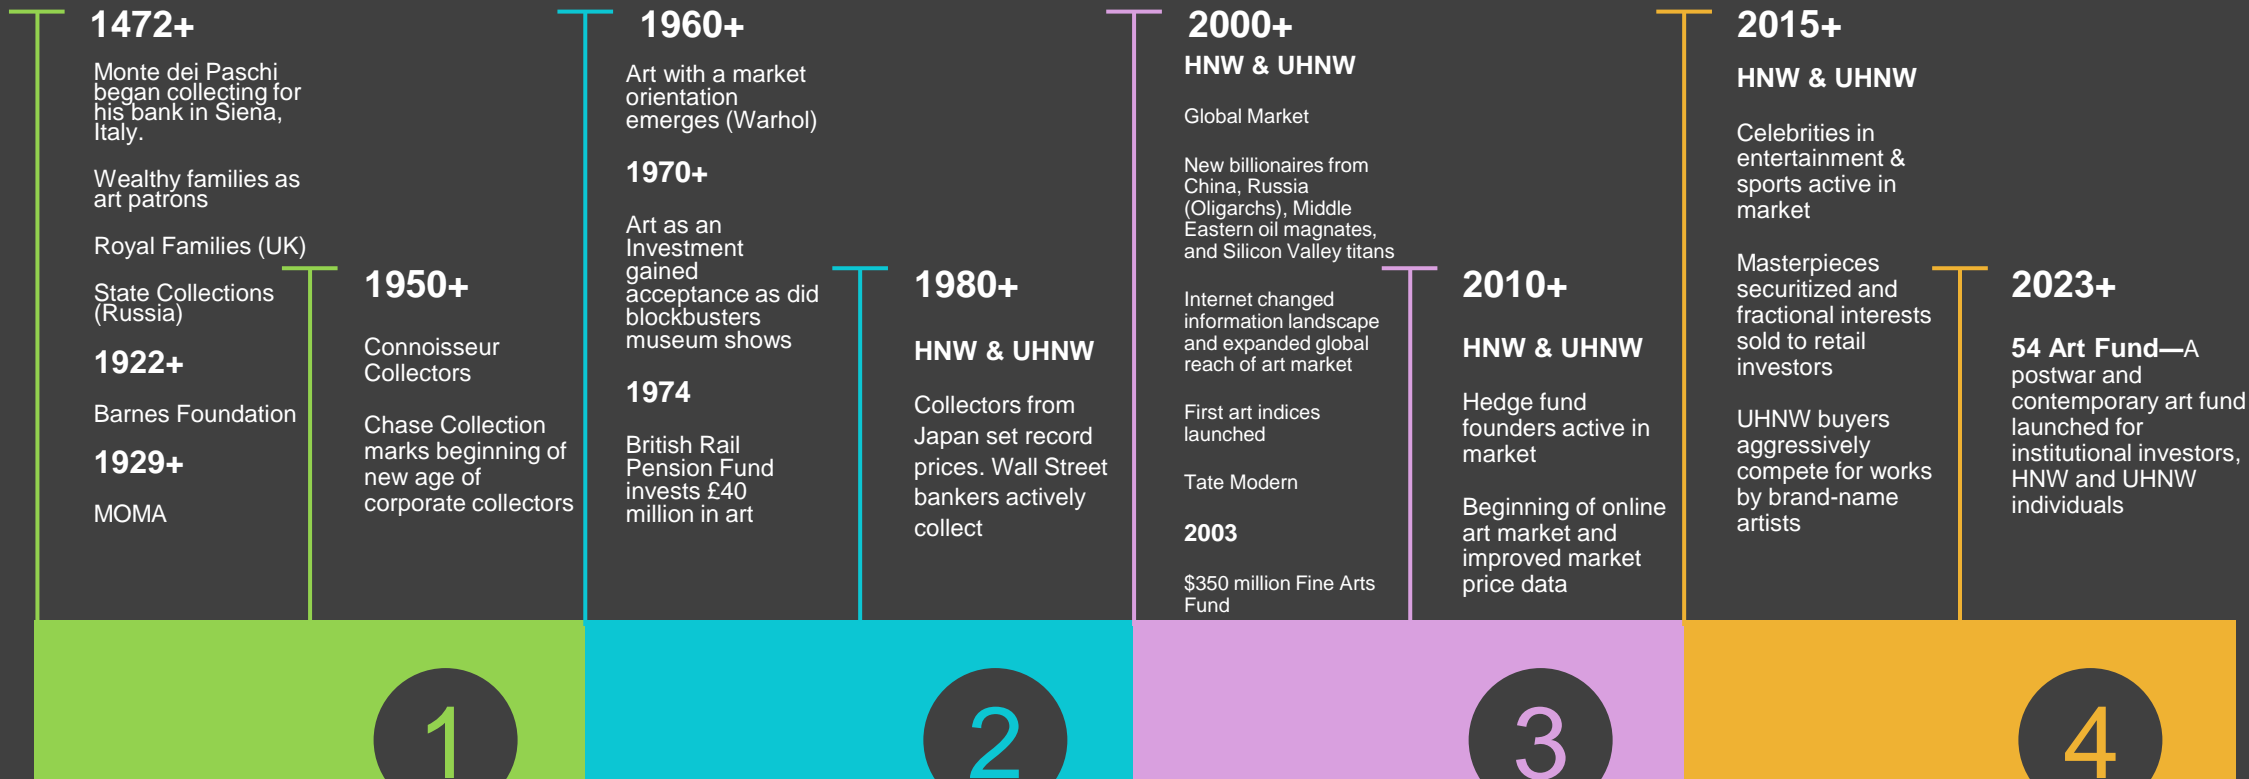 1472+
Monte dei Paschi
began collecting for
his bank in Siena,
Italy.
Wealthy families as
art patrons
Royal Families (UK)
State Collections
(Russia)
1922+
Barnes Foundation
1929+
MOMA
1950+
Connoisseur
Collectors
Chase Collection
marks beginning of
new age of
corporate collectors
1960+
Art with a market
orientation
emerges (Warhol)
1970+
Art as an
Investment
gained
acceptance as did
blockbusters
museum shows
1974
British Rail
Pension Fund
invests £40
million in art
1980+
HNW & UHNW
Collectors from
Japan set record
prices. Wall Street
bankers actively
collect
2000+
HNW & UHNW
Global Market
New billionaires from
China, Russia
(Oligarchs), Middle
Eastern oil magnates,
and Silicon Valley titans
Internet changed
information landscape
and expanded global
reach of art market
First art indices
launched
Tate Modern
2003
$350 million Fine Arts
Fund
2010+
HNW & UHNW
Hedge fund
founders active in
market
Beginning of online
art market and
improved market
price data
2015+
HNW & UHNW
Celebrities in
entertainment &
sports active in
market
Masterpieces
securitized and
fractional interests
sold to retail
investors
UHNW buyers
aggressively
compete for works
by brand-name
artists
2023+
54 Art Fund—A
postwar and
contemporary art fund
launched for
institutional investors,
HNW and UHNW
individuals
1
2
3
4